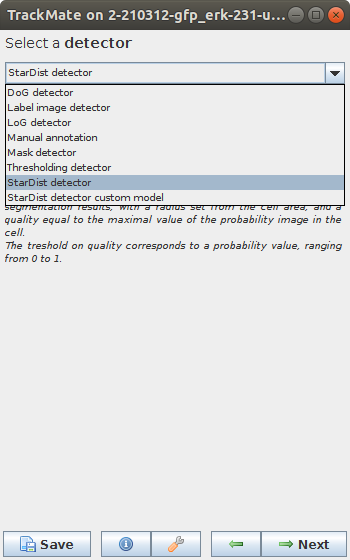 TrackMate on 2-210312-gfp_erk-231-u...
Select a detector
StarDist detector
DoG detector
Label image detector
LoG detector
Manual annotation
Mask detector
Thresholding detector
StarDist detector
StarDist detector custom model
segmentation results, with a radius set from the cell area, and a
quality equal to the maximal value of the probability image in the
cell.
The treshold on quality corresponds to a probability value, ranging
from 0 to 1.
Save
Next